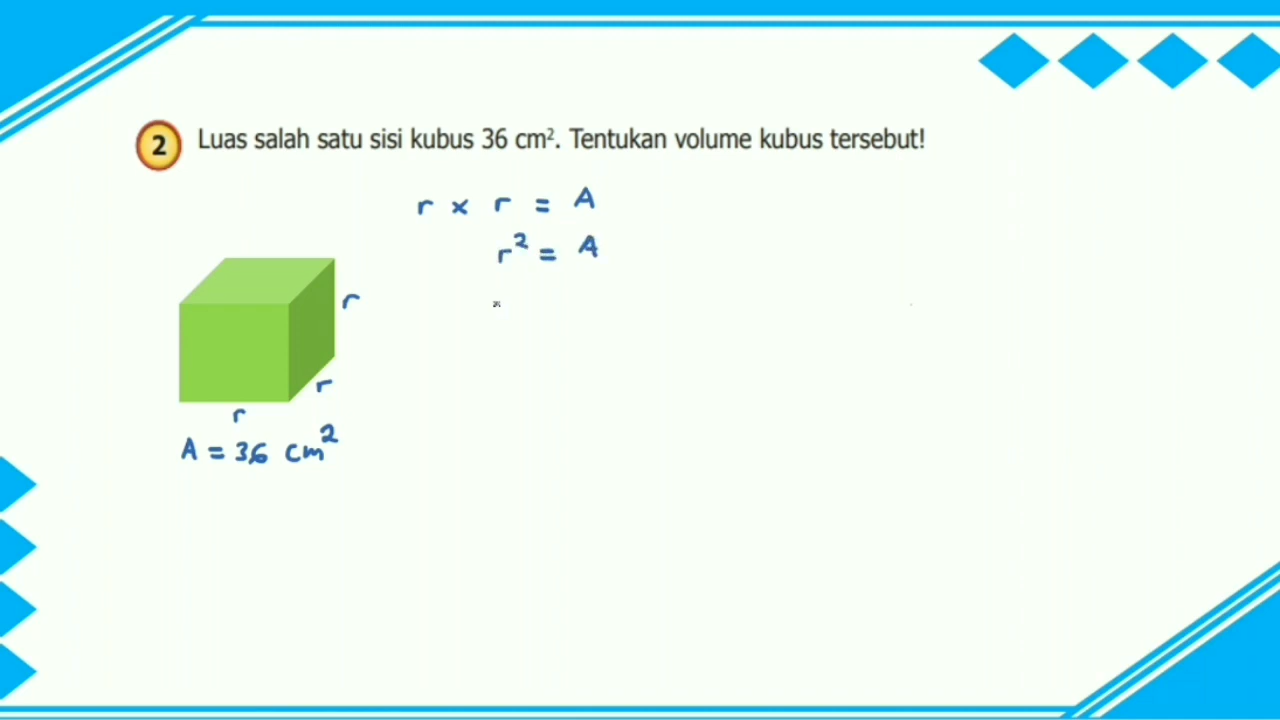 2 Luas salah satu sisi kubus 36 cm². Tentukan volume kubus tersebut!
r × r = A
r² = A
r
r
r
A = 36 cm²